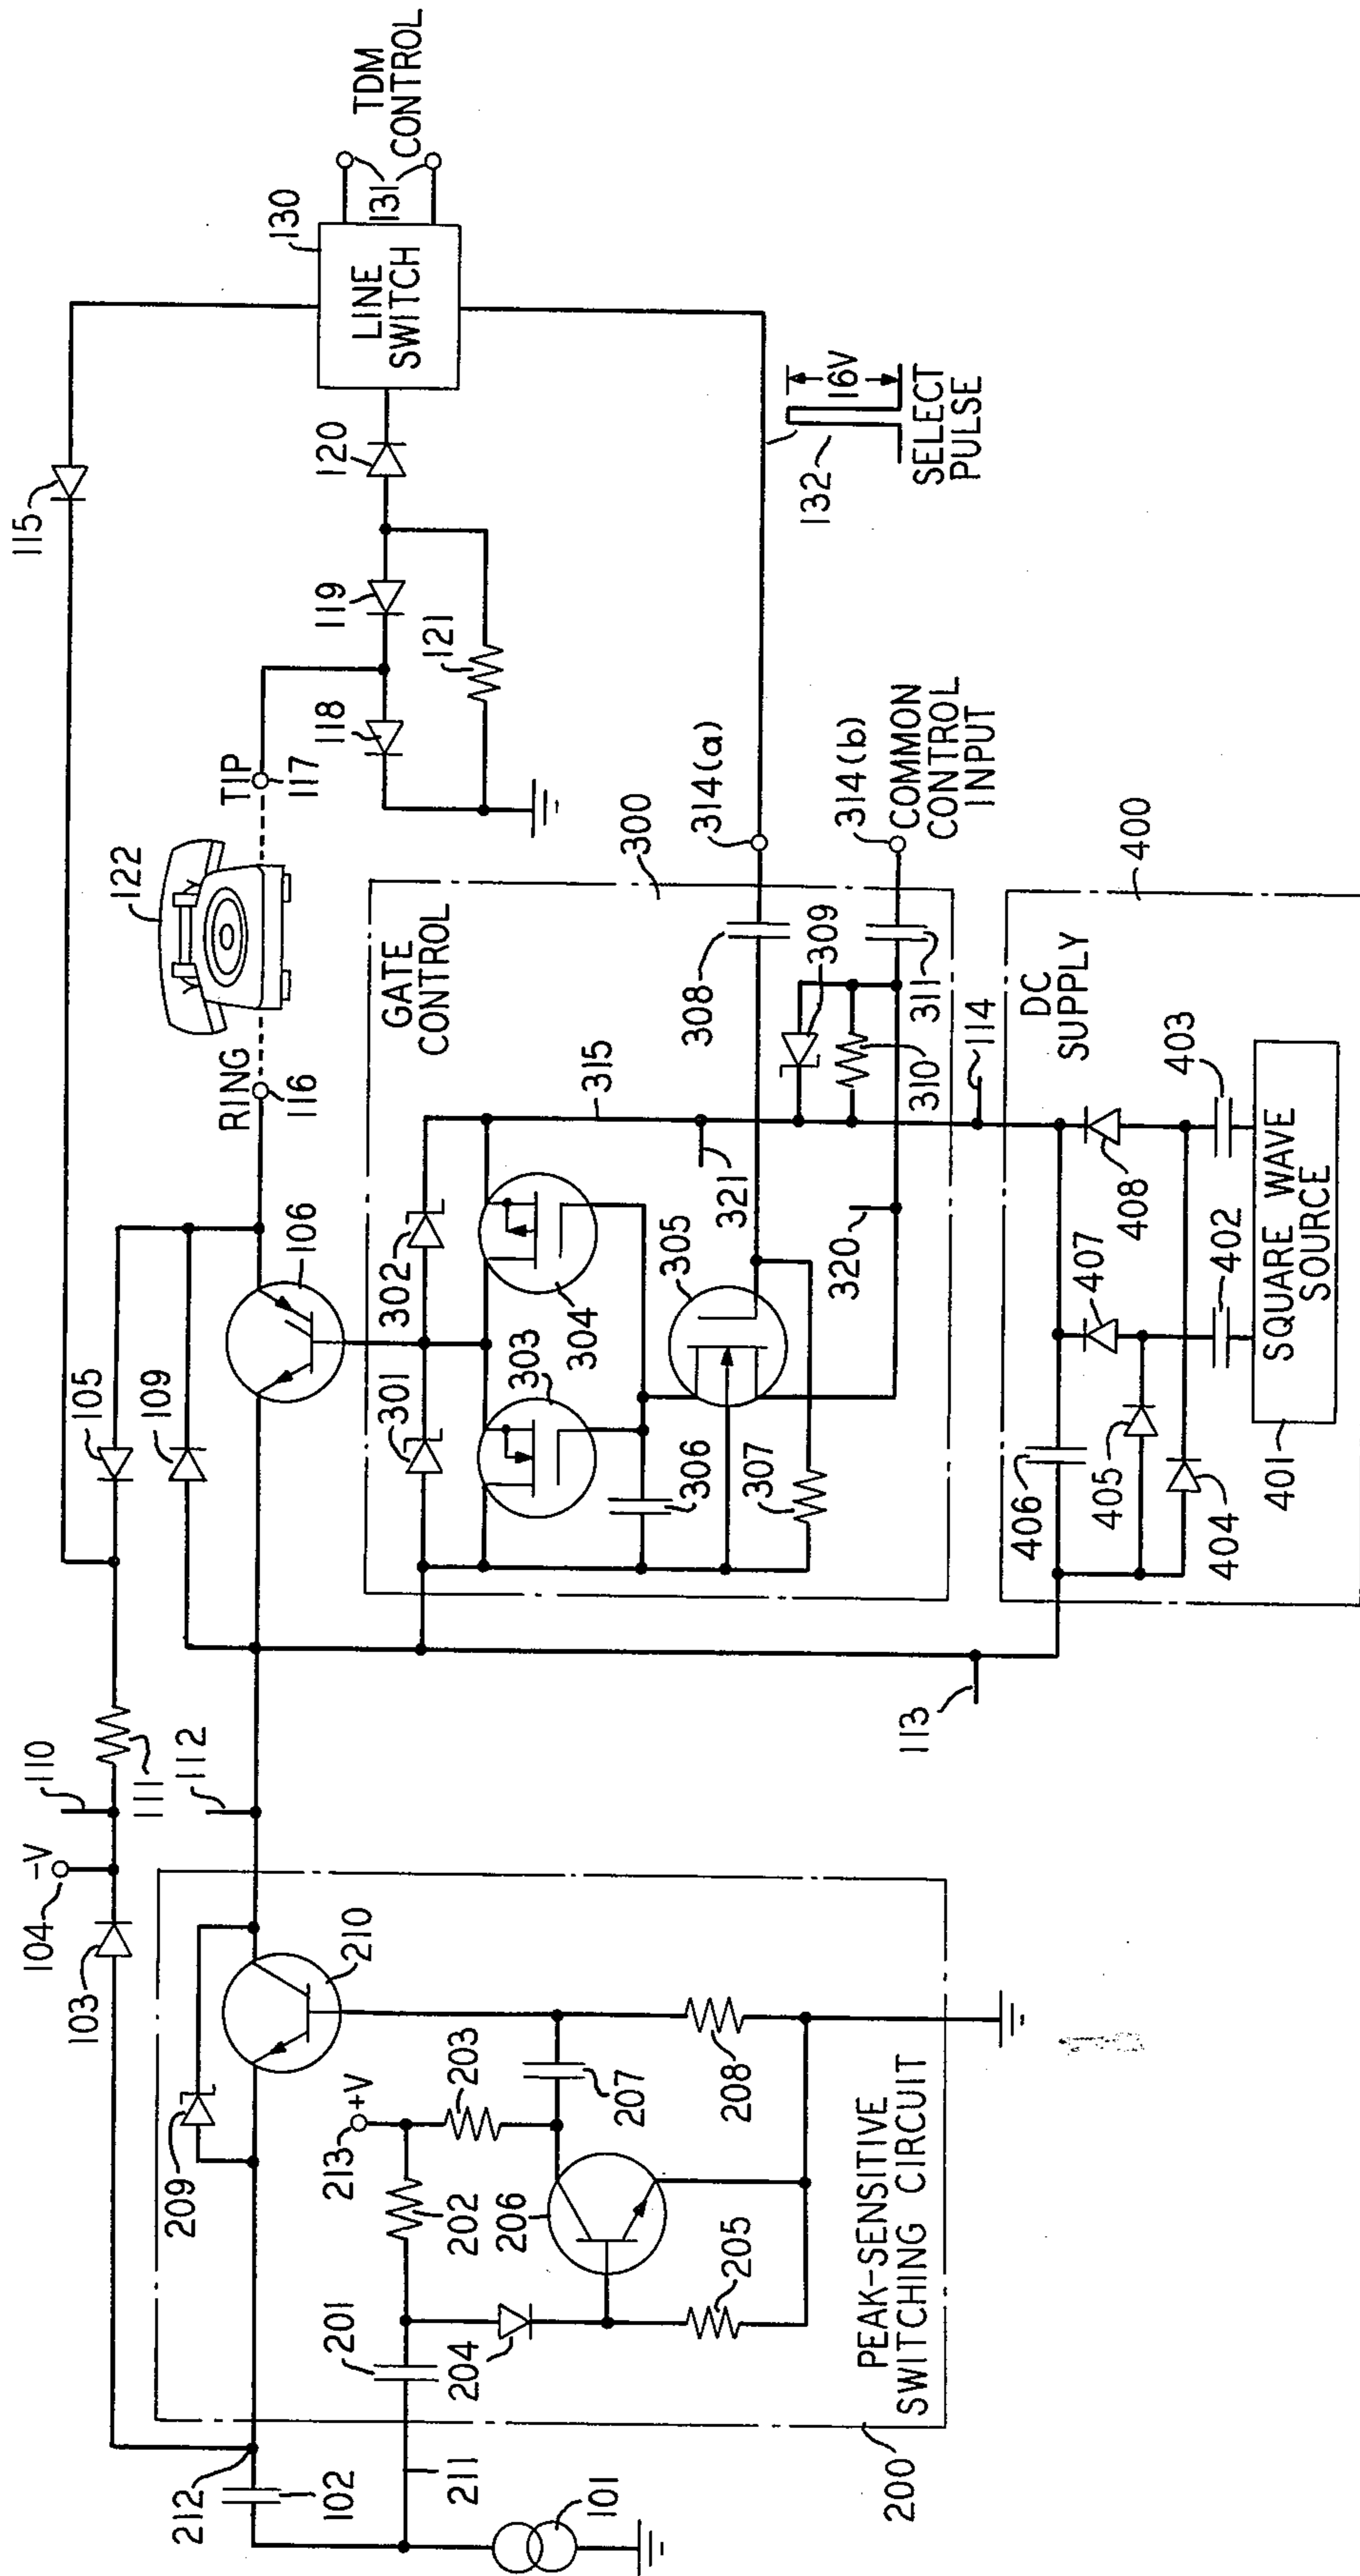 115
122
RING
116
TIP
117
118
119
120
121
130
LINE
SWITCH
131
TDM
CONTROL
132
16V
SELECT
PULSE
105
109
106
110
111
112
104
-V
103
GATE
CONTROL
300
301
302
303
304
305
306
307
308
309
310
311
314(a)
314(b)
COMMON
CONTROL
INPUT
315
320
321
113
114
DC
SUPPLY
400
401
402
403
404
405
406
407
408
SQUARE WAVE
SOURCE
209
210
213
+V
203
202
206
207
208
201
204
205
211
212
102
101
200
PEAK-SENSITIVE
SWITCHING CIRCUIT